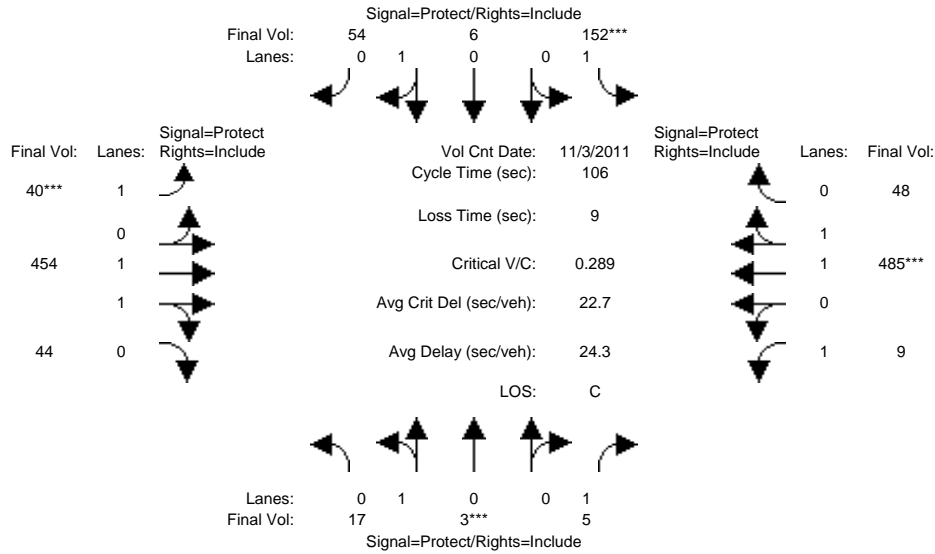 Signal=Protect/Rights=Include
Final Vol: 54 6 152***
Lanes: 0 1 0 0 1
Signal=Protect
Final Vol: Lanes: Rights=Include
Vol Cnt Date: 11/3/2011
Signal=Protect
Rights=Include Lanes: Final Vol:
Cycle Time (sec): 106
40*** 1
0 48
Loss Time (sec): 9
0
1
454 1
Critical V/C: 0.289
1 485***
1
Avg Crit Del (sec/veh): 22.7
0
44 0
Avg Delay (sec/veh): 24.3
1 9
LOS: C
Lanes: 0 1 0 0 1
Final Vol: 17 3*** 5
Signal=Protect/Rights=Include